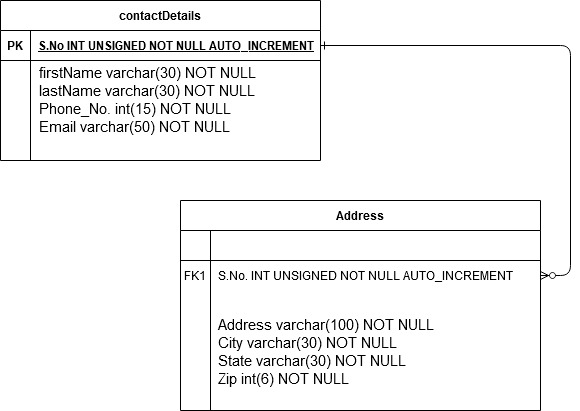 contactDetails
PK S.No INT UNSIGNED NOT NULL AUTO_INCREMENT
firstName varchar(30) NOT NULL
lastName varchar(30) NOT NULL
Phone_No. int(15) NOT NULL
Email varchar(50) NOT NULL
Address
FK1 S.No. INT UNSIGNED NOT NULL AUTO_INCREMENT
Address varchar(100) NOT NULL
City varchar(30) NOT NULL
State varchar(30) NOT NULL
Zip int(6) NOT NULL